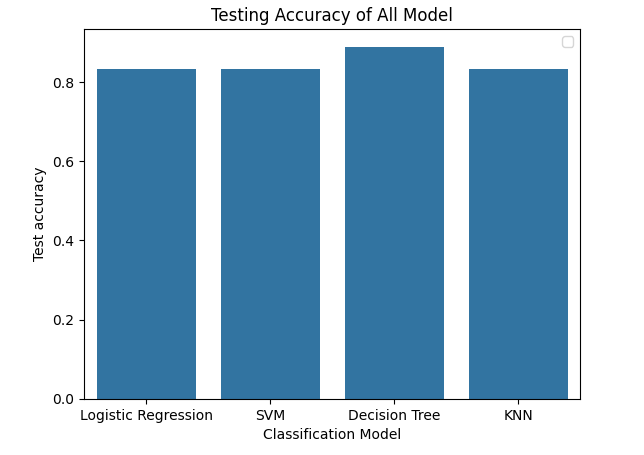 Testing Accuracy of All Model
Test accuracy
0.8
0.6
0.4
0.2
0.0
Logistic Regression
SVM
Decision Tree
KNN
Classification Model